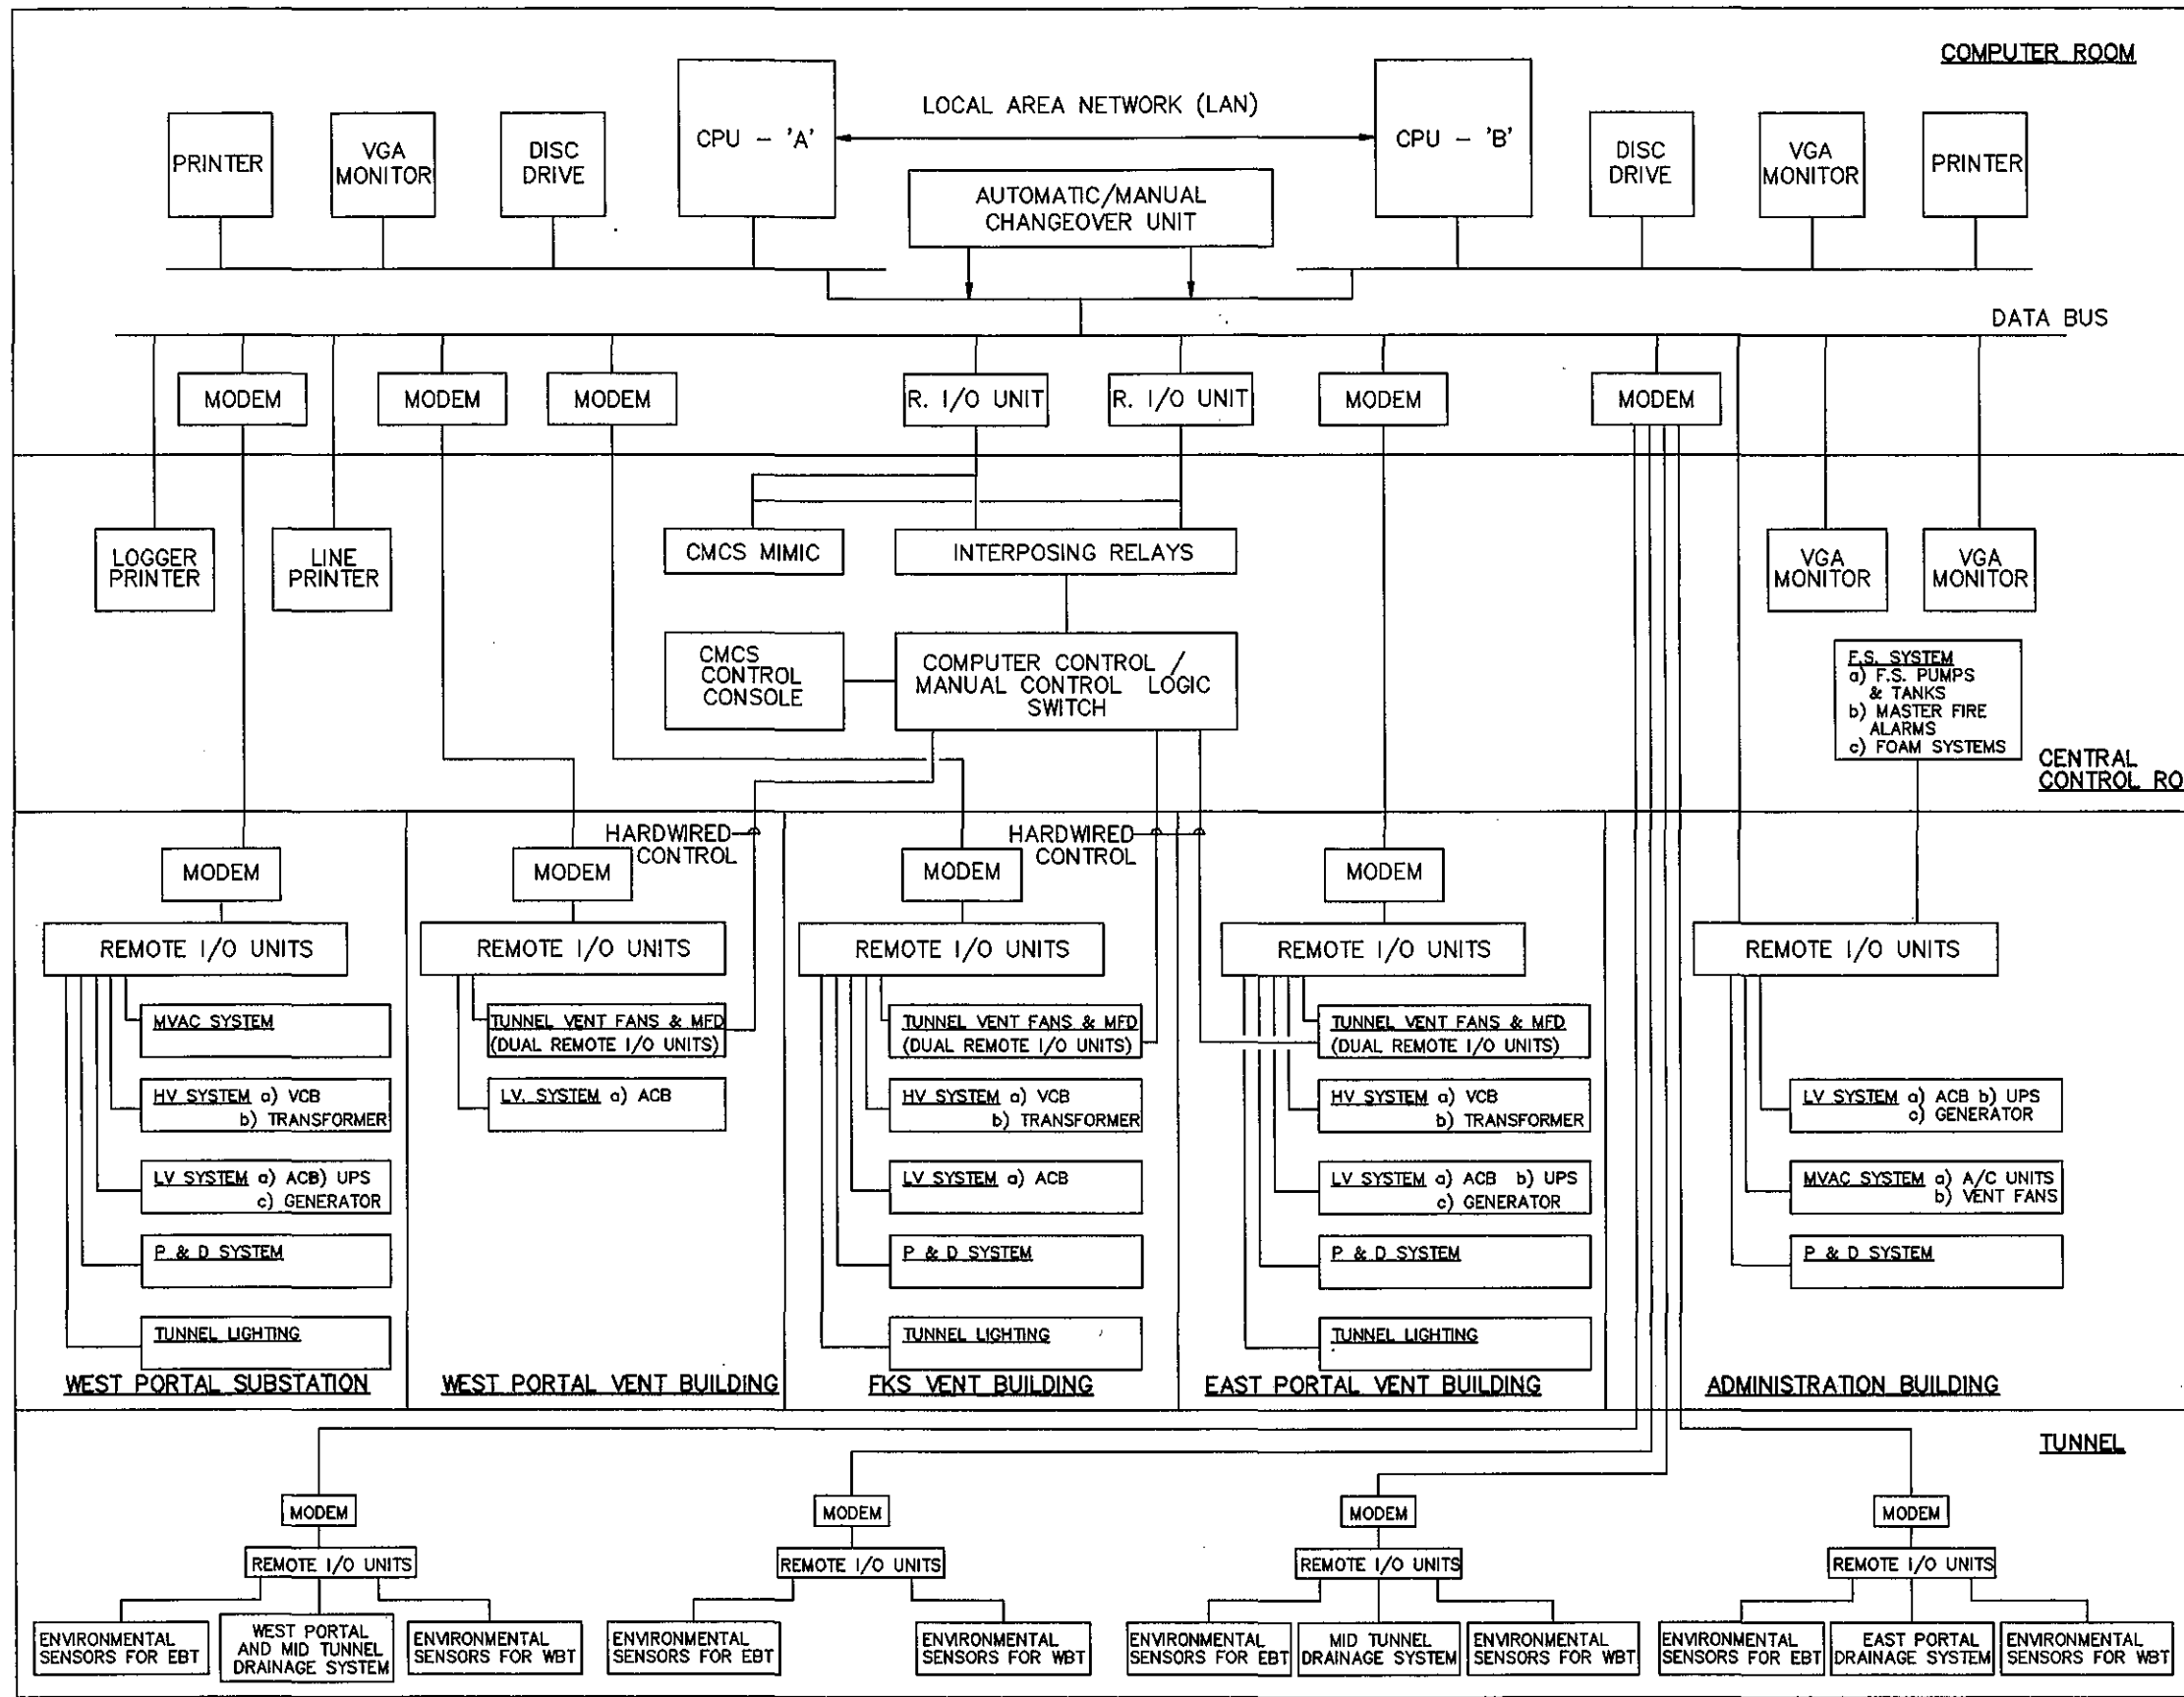 COMPUTER ROOM
LOCAL AREA NETWORK (LAN)
PRINTER
VGA
MONITOR
DISC
DRIVE
CPU - 'A'
CPU - 'B'
DISC
DRIVE
VGA
MONITOR
PRINTER
AUTOMATIC/MANUAL
CHANGEOVER UNIT
DATA BUS
MODEM
MODEM
MODEM
R. I/O UNIT
R. I/O UNIT
MODEM
MODEM
LOGGER
PRINTER
LINE
PRINTER
CMCS MIMIC
INTERPOSING RELAYS
VGA
MONITOR
VGA
MONITOR
CMCS
CONTROL
CONSOLE
COMPUTER CONTROL /
MANUAL CONTROL LOGIC
SWITCH
F.S. SYSTEM
a) F.S. PUMPS
& TANKS
b) MASTER FIRE
ALARMS
c) FOAM SYSTEMS
CENTRAL
CONTROL RO
HARDWIRED
CONTROL
HARDWIRED
CONTROL
MODEM
MODEM
MODEM
MODEM
REMOTE I/O UNITS
REMOTE I/O UNITS
REMOTE I/O UNITS
REMOTE I/O UNITS
REMOTE I/O UNITS
MVAC SYSTEM
HV SYSTEM a) VCB
b) TRANSFORMER
LV SYSTEM a) ACB) UPS
c) GENERATOR
P & D SYSTEM
TUNNEL LIGHTING
WEST PORTAL SUBSTATION
TUNNEL VENT FANS & MFD
(DUAL REMOTE I/O UNITS)
LV. SYSTEM a) ACB
WEST PORTAL VENT BUILDING
TUNNEL VENT FANS & MFD
(DUAL REMOTE I/O UNITS)
HV SYSTEM a) VCB
b) TRANSFORMER
LV SYSTEM a) ACB
P & D SYSTEM
TUNNEL LIGHTING
FKS VENT BUILDING
TUNNEL VENT FANS & MFD
(DUAL REMOTE I/O UNITS)
HV SYSTEM a) VCB
b) TRANSFORMER
LV SYSTEM a) ACB b) UPS
c) GENERATOR
P & D SYSTEM
TUNNEL LIGHTING
EAST PORTAL VENT BUILDING
LV SYSTEM a) ACB b) UPS
c) GENERATOR
MVAC SYSTEM a) A/C UNITS
b) VENT FANS
P & D SYSTEM
ADMINISTRATION BUILDING
TUNNEL
MODEM
MODEM
MODEM
MODEM
REMOTE I/O UNITS
REMOTE I/O UNITS
REMOTE I/O UNITS
REMOTE I/O UNITS
ENVIRONMENTAL
SENSORS FOR EBT
WEST PORTAL
AND MID TUNNEL
DRAINAGE SYSTEM
ENVIRONMENTAL
SENSORS FOR WBT
ENVIRONMENTAL
SENSORS FOR EBT
ENVIRONMENTAL
SENSORS FOR WBT
ENVIRONMENTAL
SENSORS FOR EBT
MID TUNNEL
DRAINAGE SYSTEM
ENVIRONMENTAL
SENSORS FOR WBT
ENVIRONMENTAL
SENSORS FOR EBT
EAST PORTAL
DRAINAGE SYSTEM
ENVIRONMENTAL
SENSORS FOR WBT